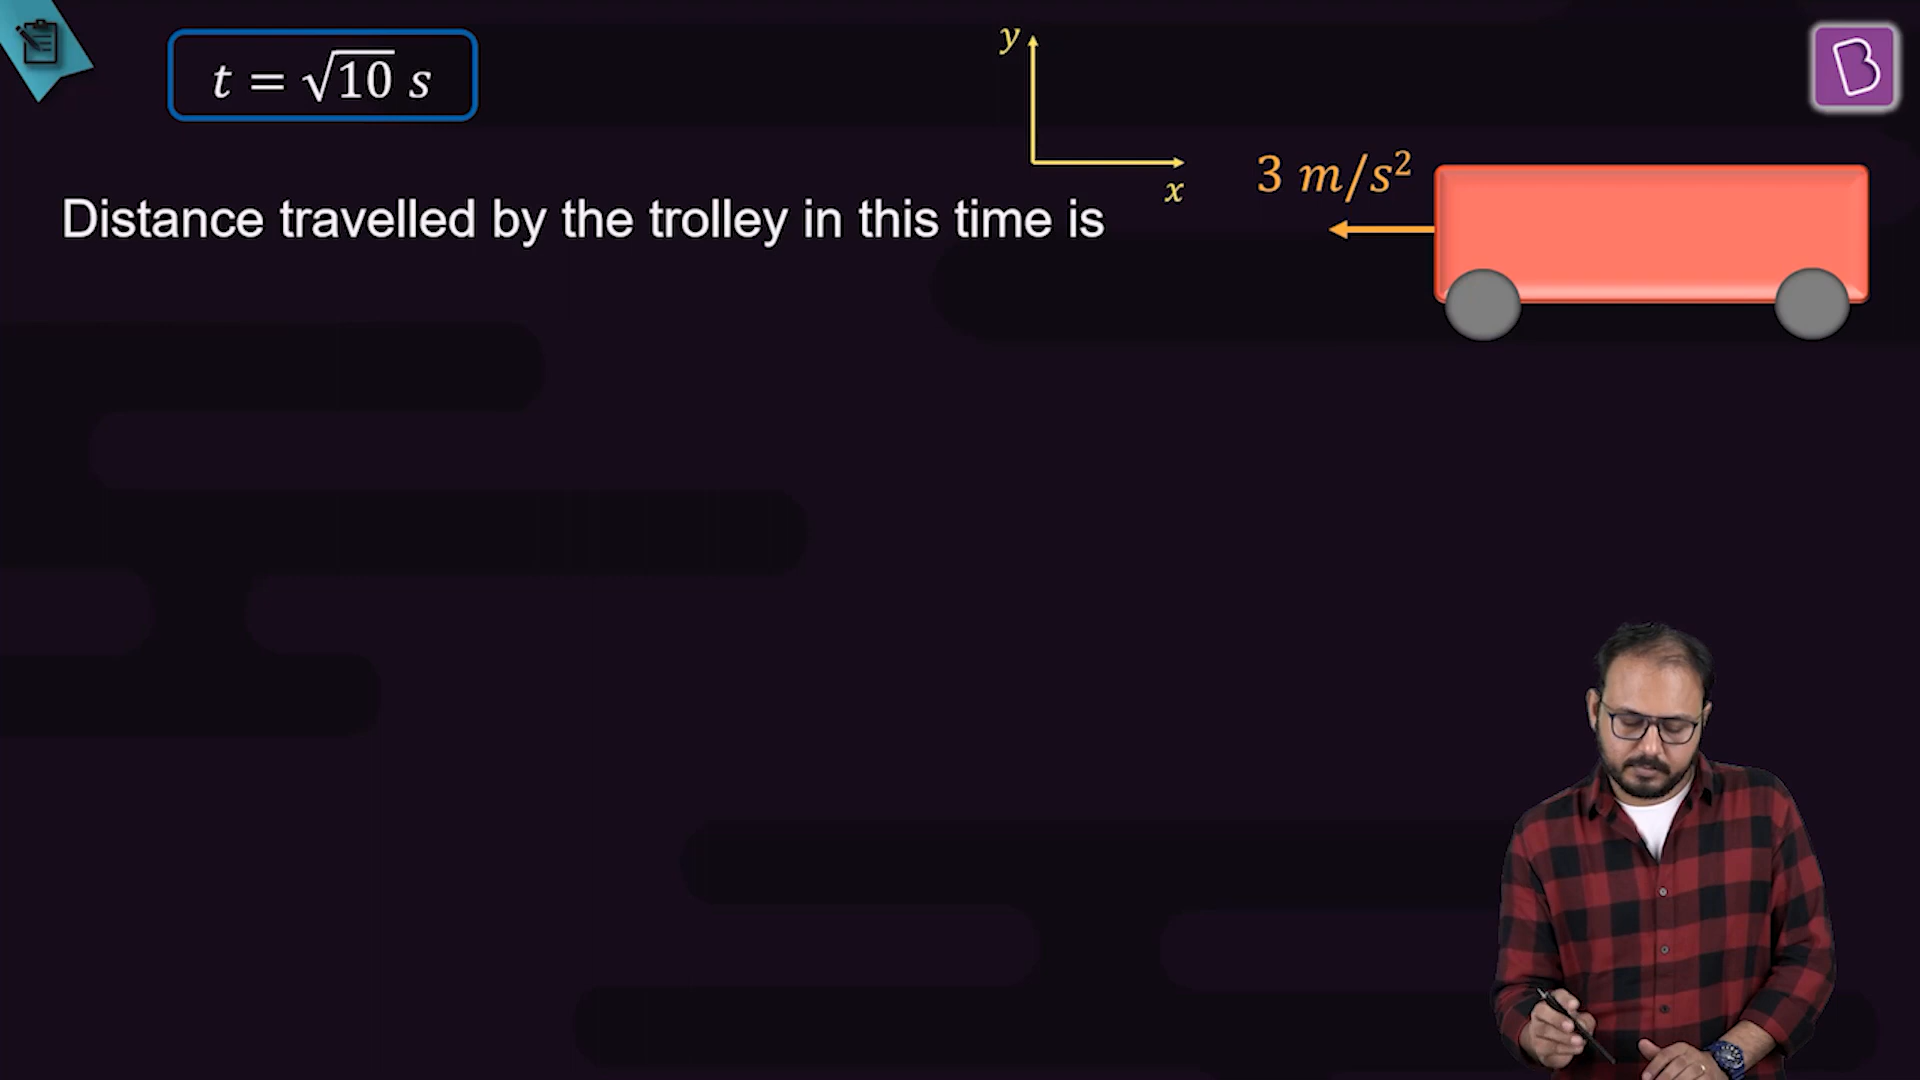 t = √10 s
y
x
3 m/s²
Distance travelled by the trolley in this time is
B